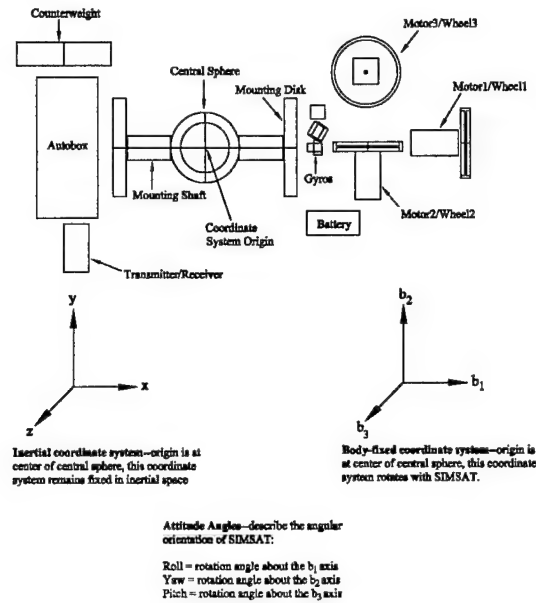 Counterweight
Motor3/Wheel3
Central Sphere
Mounting Disk
Motor1/Wheel1
Autobox
Mounting Shaft
Gyros
Motor2/Wheel2
Coordinate
System Origin
Battery
Transmitter/Receiver
y
x
z
b2
b1
b3
Inertial coordinate system--origin is at
center of central sphere, this coordinate
system remains fixed in inertial space
Body-fixed coordinate system--origin is
at center of central sphere, this coordinate
system rotates with SIMSAT.
Attitude Angles--describe the angular
orientation of SIMSAT:
Roll = rotation angle about the b1 axis
Yaw = rotation angle about the b2 axis
Pitch = rotation angle about the b3 axis